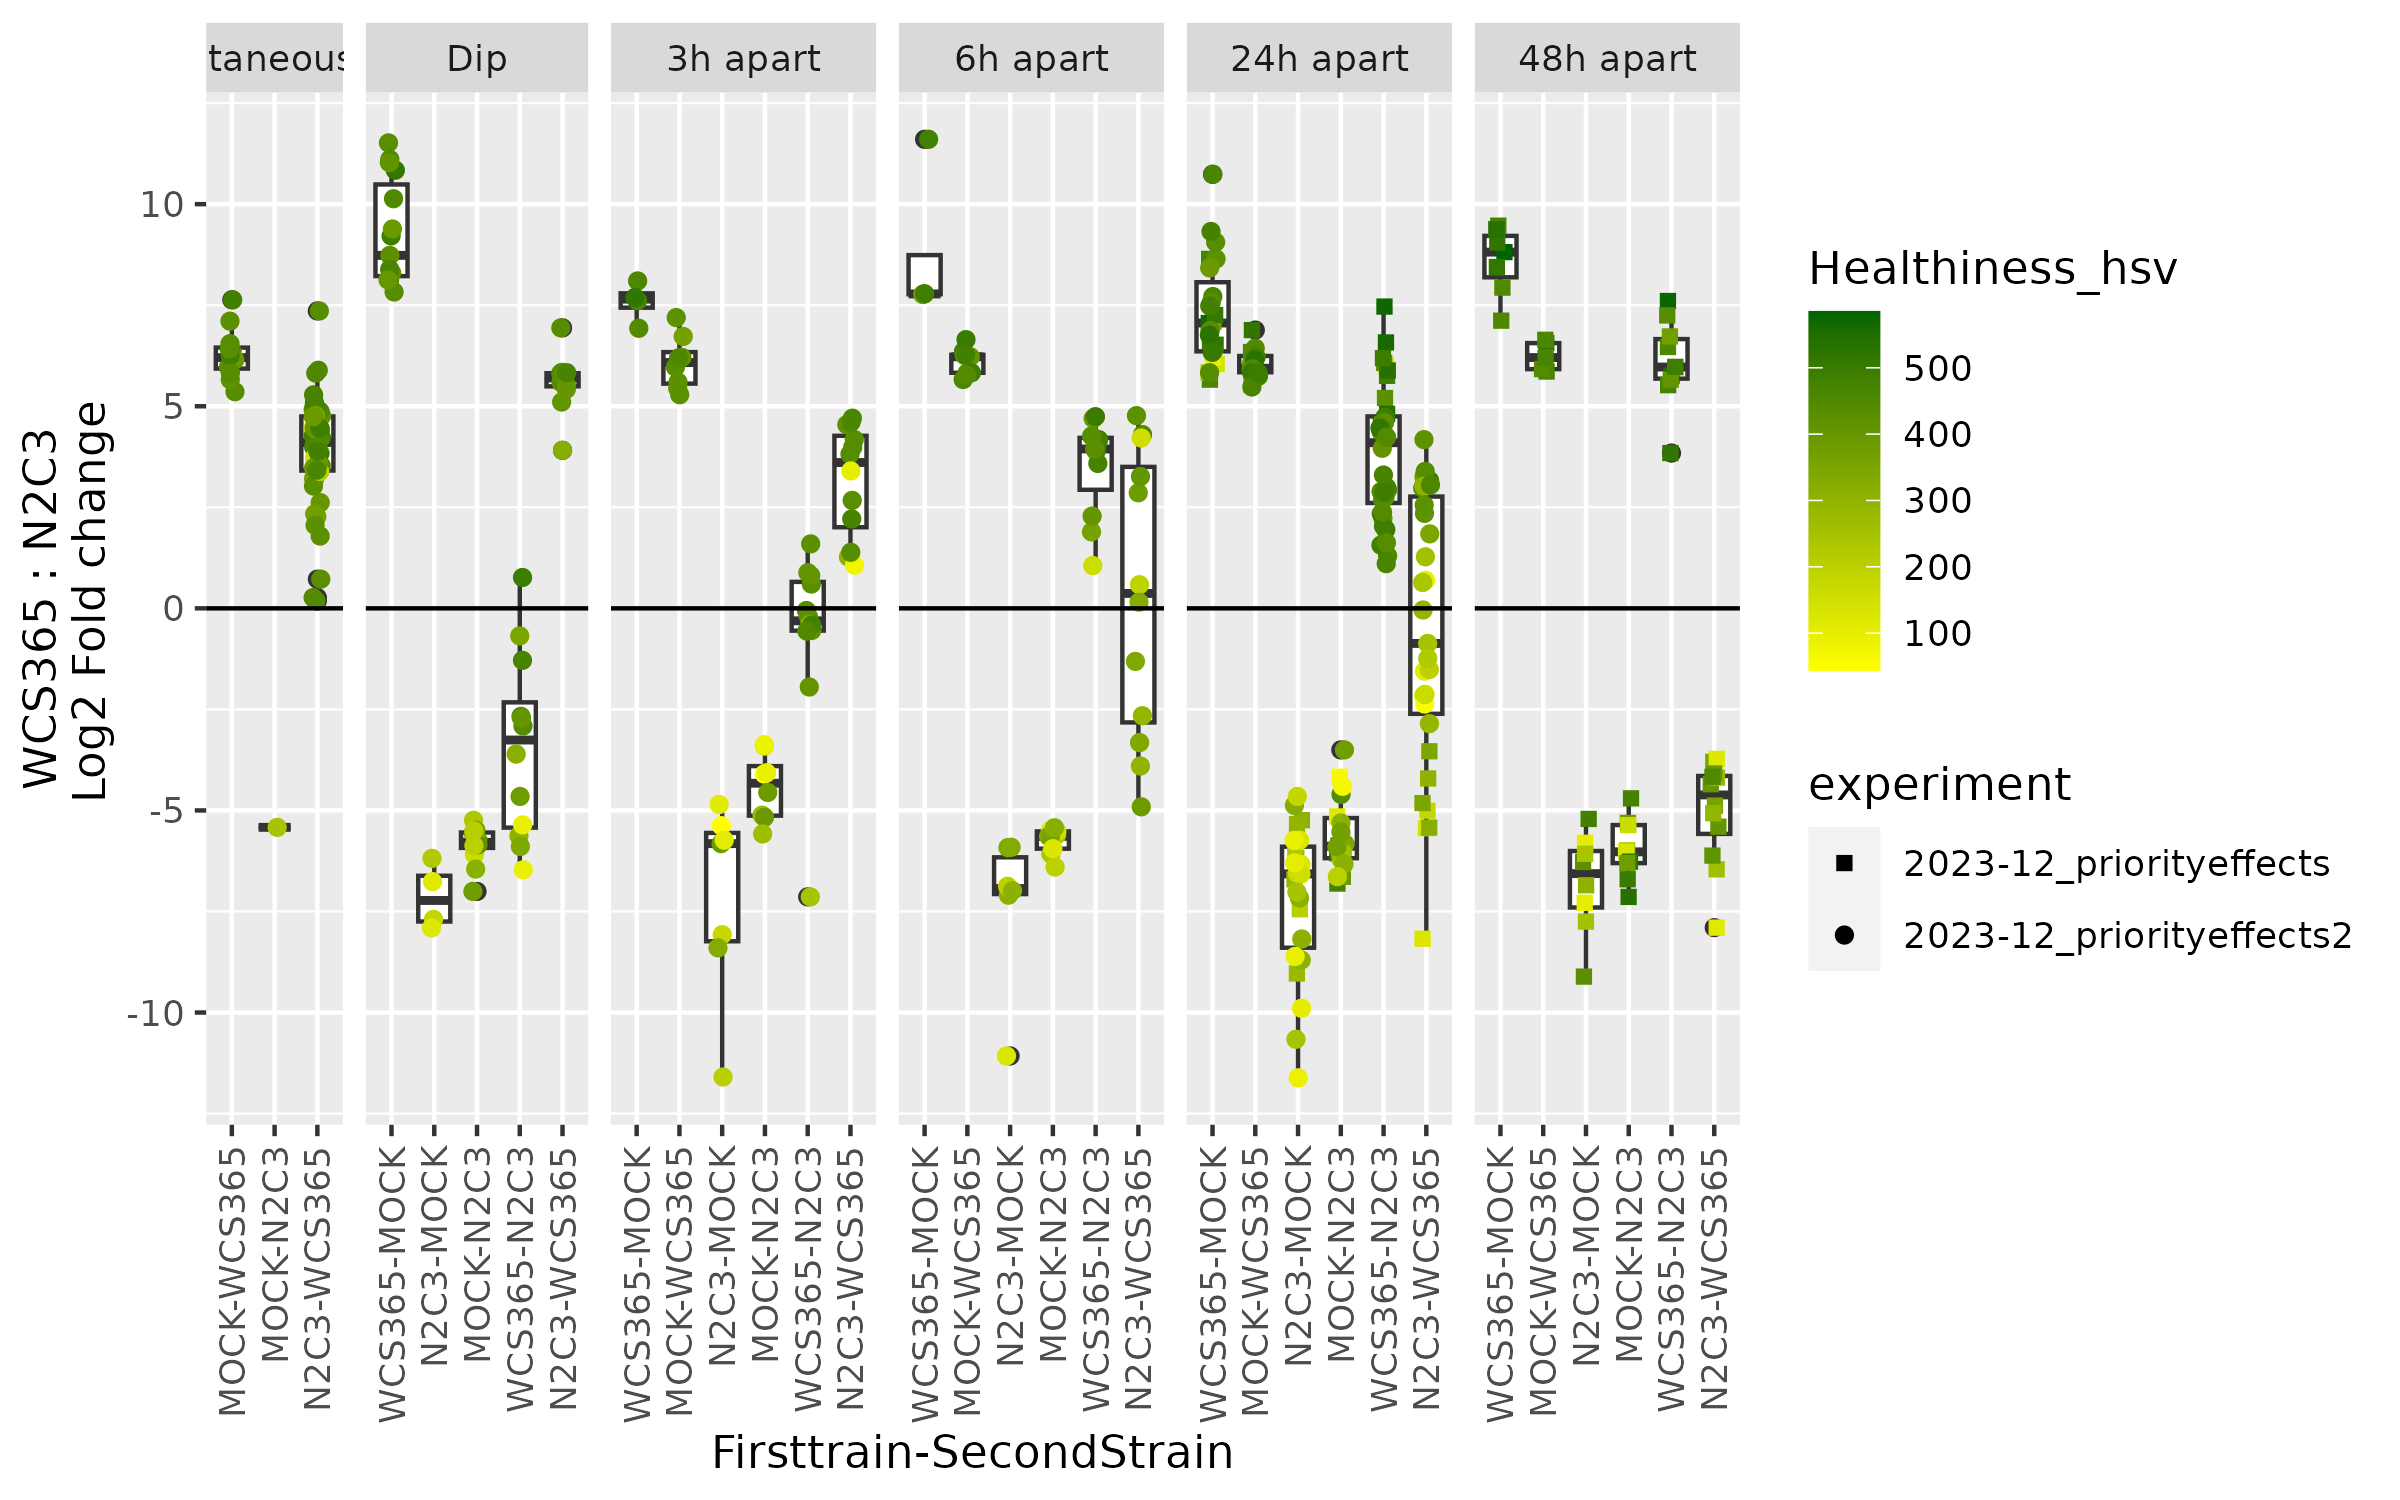 taneous
Dip
3h apart
6h apart
24h apart
48h apart
WCS365 : N2C3
Log2 Fold change
10
5
0
-5
-10
MOCK-WCS365
MOCK-N2C3
N2C3-WCS365
WCS365-MOCK
N2C3-MOCK
MOCK-N2C3
WCS365-N2C3
N2C3-WCS365
WCS365-MOCK
MOCK-WCS365
N2C3-MOCK
MOCK-N2C3
WCS365-N2C3
N2C3-WCS365
WCS365-MOCK
MOCK-WCS365
N2C3-MOCK
MOCK-N2C3
WCS365-N2C3
N2C3-WCS365
WCS365-MOCK
MOCK-WCS365
N2C3-MOCK
MOCK-N2C3
WCS365-N2C3
N2C3-WCS365
WCS365-MOCK
MOCK-WCS365
N2C3-MOCK
MOCK-N2C3
WCS365-N2C3
N2C3-WCS365
Firsttrain-SecondStrain
Healthiness_hsv
500
400
300
200
100
experiment
2023-12_priorityeffects
2023-12_priorityeffects2